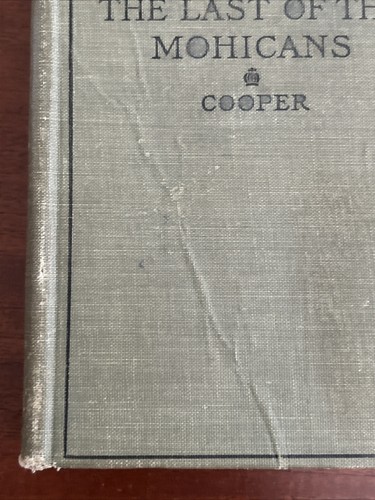 THE LAST OF TH
MOHICANS
COOPER